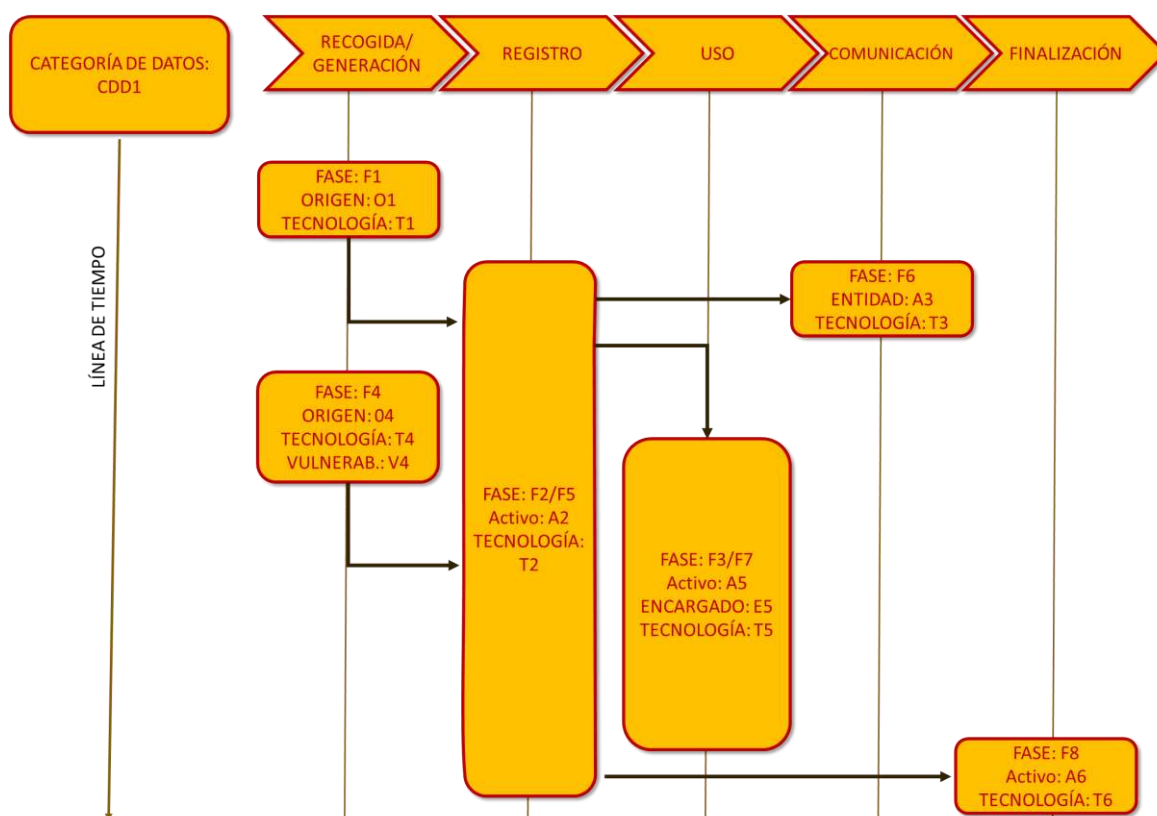 CATEGORÍA DE DATOS:
CDD1
RECOGIDA/
GENERACIÓN
REGISTRO
USO
COMUNICACIÓN
FINALIZACIÓN
LÍNEA DE TIEMPO
FASE: F1
ORIGEN: O1
TECNOLOGÍA: T1
FASE: F6
ENTIDAD: A3
TECNOLOGÍA: T3
FASE: F4
ORIGEN: 04
TECNOLOGÍA: T4
VULNERAB.: V4
FASE: F2/F5
Activo: A2
TECNOLOGÍA:
T2
FASE: F3/F7
Activo: A5
ENCARGADO: E5
TECNOLOGÍA: T5
FASE: F8
Activo: A6
TECNOLOGÍA: T6